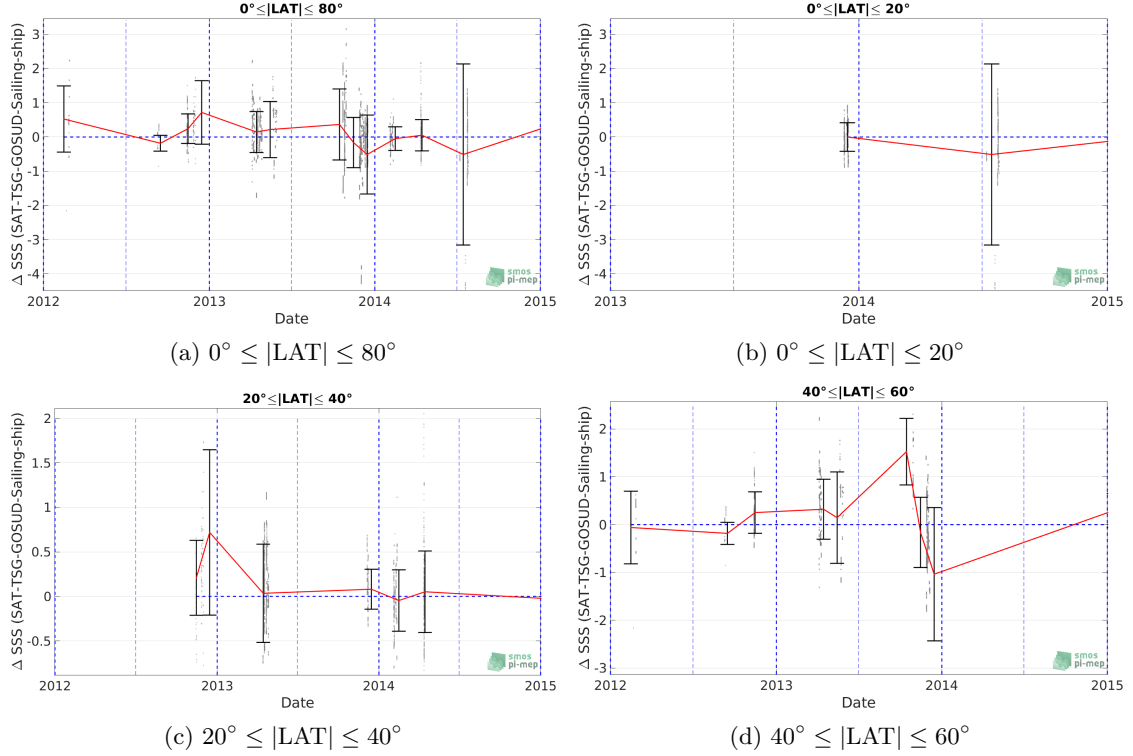 0°≤|LAT|≤ 80°
Δ SSS (SAT-TSG-GOSUD-Sailing-ship)
3
2
1
0
-1
-2
-3
-4
smos
pi-mep
2012
2013
2014
2015
Date
(a) 0° ≤ |LAT| ≤ 80°
0°≤|LAT|≤ 20°
Δ SSS (SAT-TSG-GOSUD-Sailing-ship)
3
2
1
0
-1
-2
-3
-4
smos
pi-mep
2013
2014
2015
Date
(b) 0° ≤ |LAT| ≤ 20°
20°≤|LAT|≤ 40°
Δ SSS (SAT-TSG-GOSUD-Sailing-ship)
2
1.5
1
0.5
0
-0.5
smos
pi-mep
2012
2013
2014
2015
Date
(c) 20° ≤ |LAT| ≤ 40°
40°≤|LAT|≤ 60°
Δ SSS (SAT-TSG-GOSUD-Sailing-ship)
2
1
0
-1
-2
-3
smos
pi-mep
2012
2013
2014
2015
Date
(d) 40° ≤ |LAT| ≤ 60°